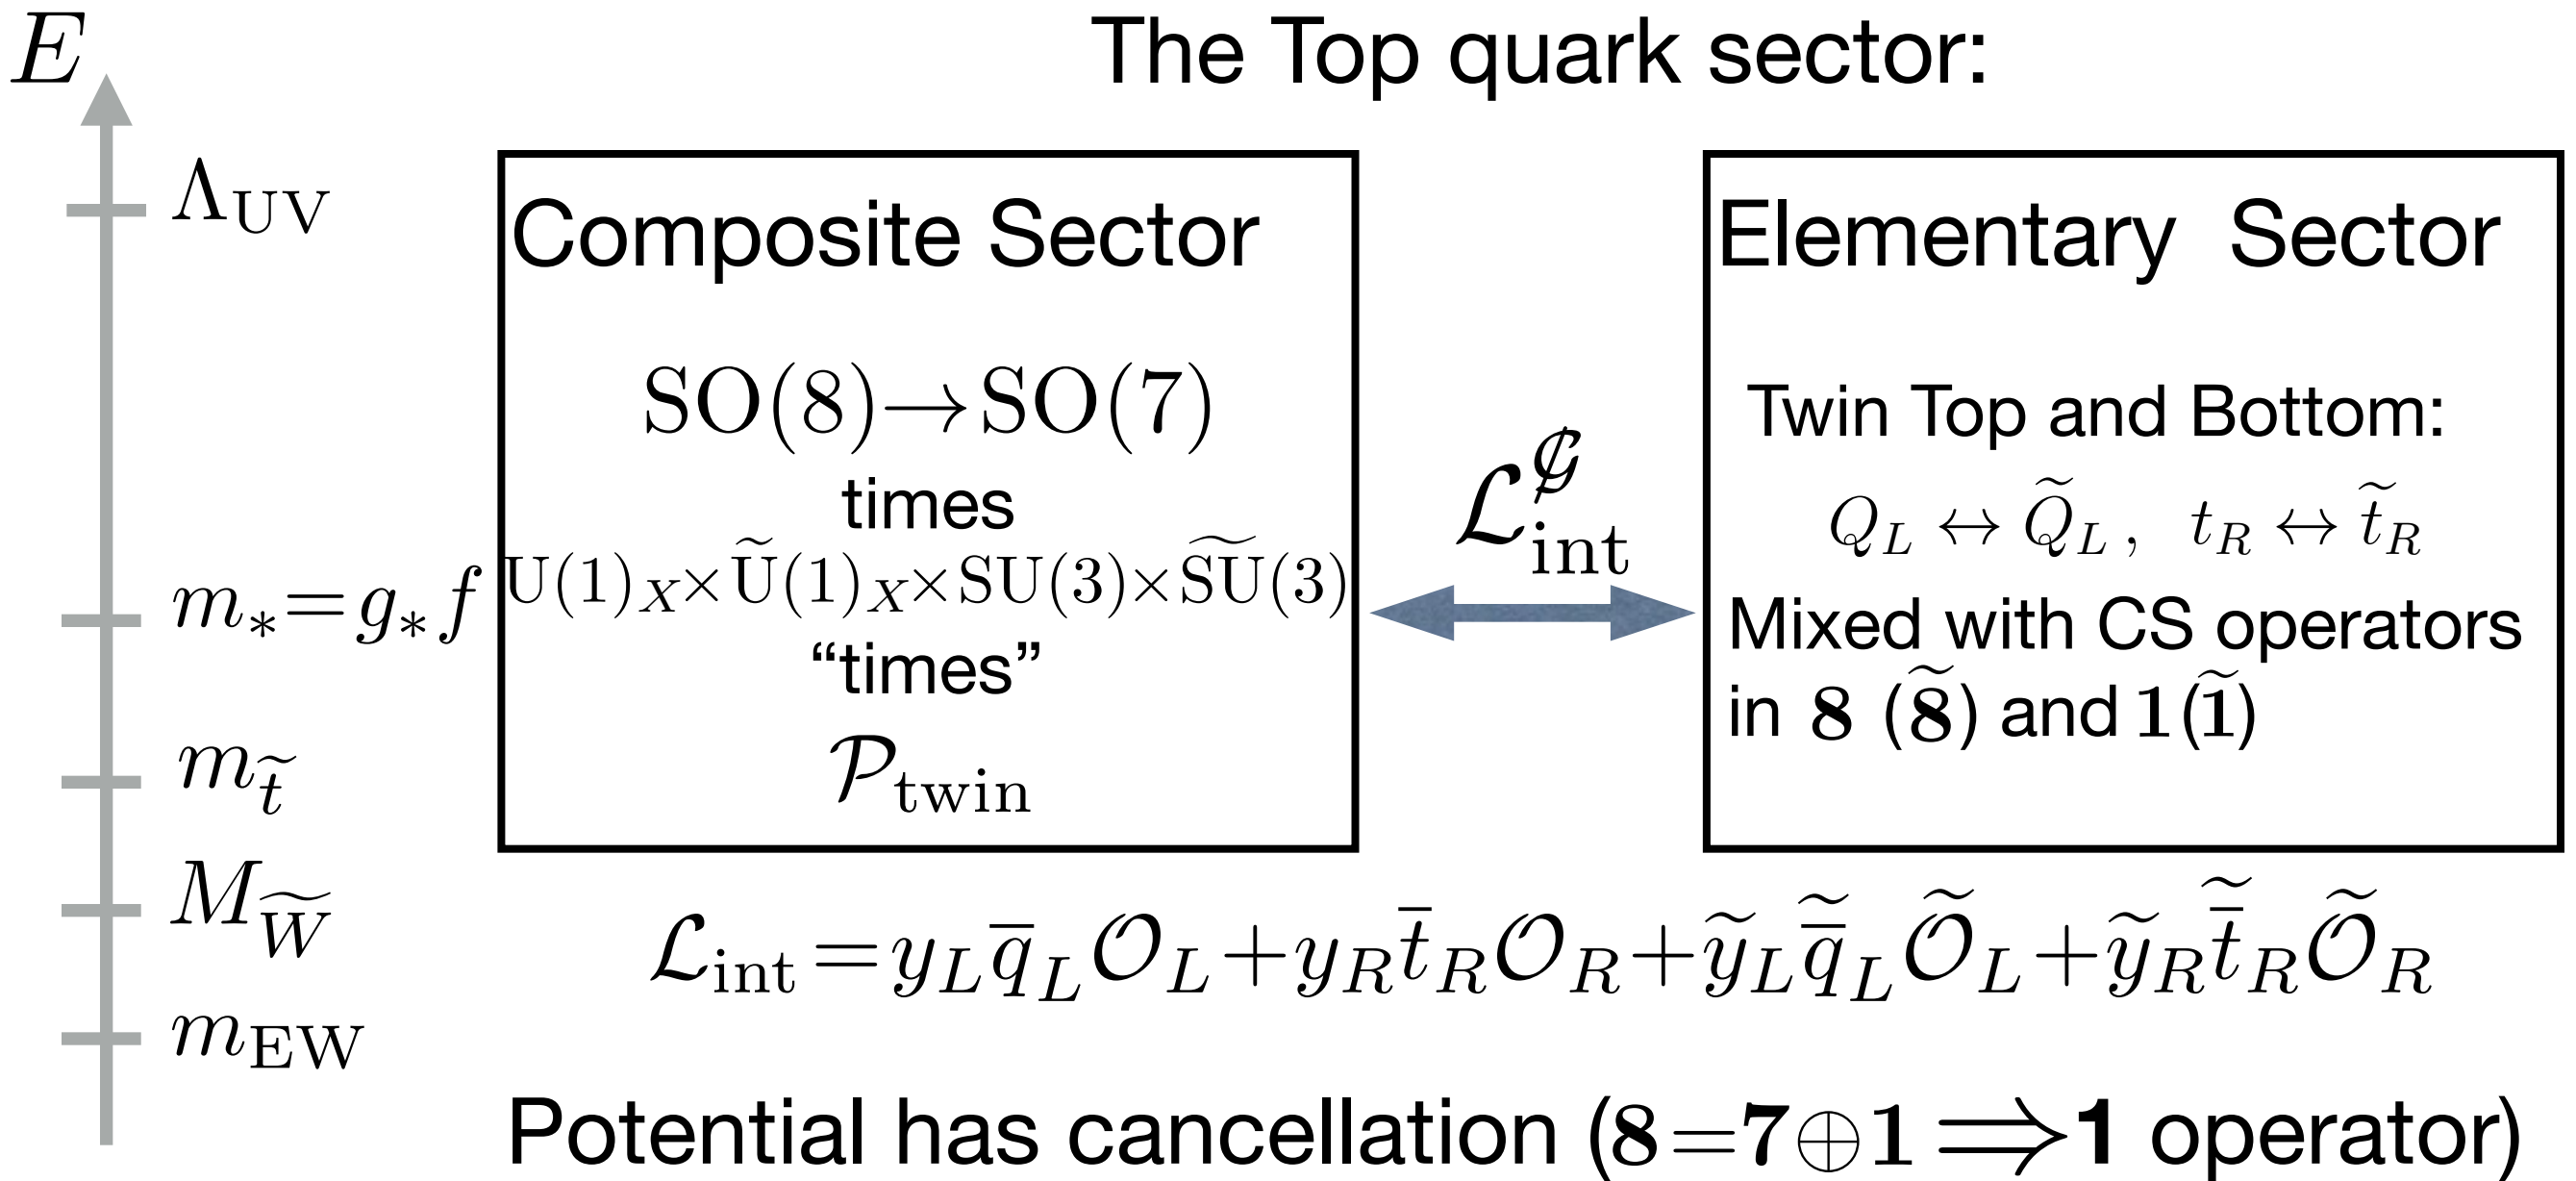 The Top quark sector:
E
Λ_UV
m_*=g_*f
m_t̃
M_W̃
m_EW
Composite Sector
SO(8)→SO(7)
times
U(1)_X×Ũ(1)_X×SU(3)×S͠U(3)
“times”
𝒫_twin
ℒ_int^𝒢̸
Elementary Sector
Twin Top and Bottom:
Q_L ↔ Q̃_L , t_R ↔ t̃_R
Mixed with CS operators
in 8 (8̃) and 1(1̃)
ℒ_int=y_L q̅_L 𝒪_L+y_R t̅_R 𝒪_R+ỹ_L q̅̃_L 𝒪̃_L+ỹ_R t̅̃_R 𝒪̃_R
Potential has cancellation (8=7⊕1⟹1 operator)